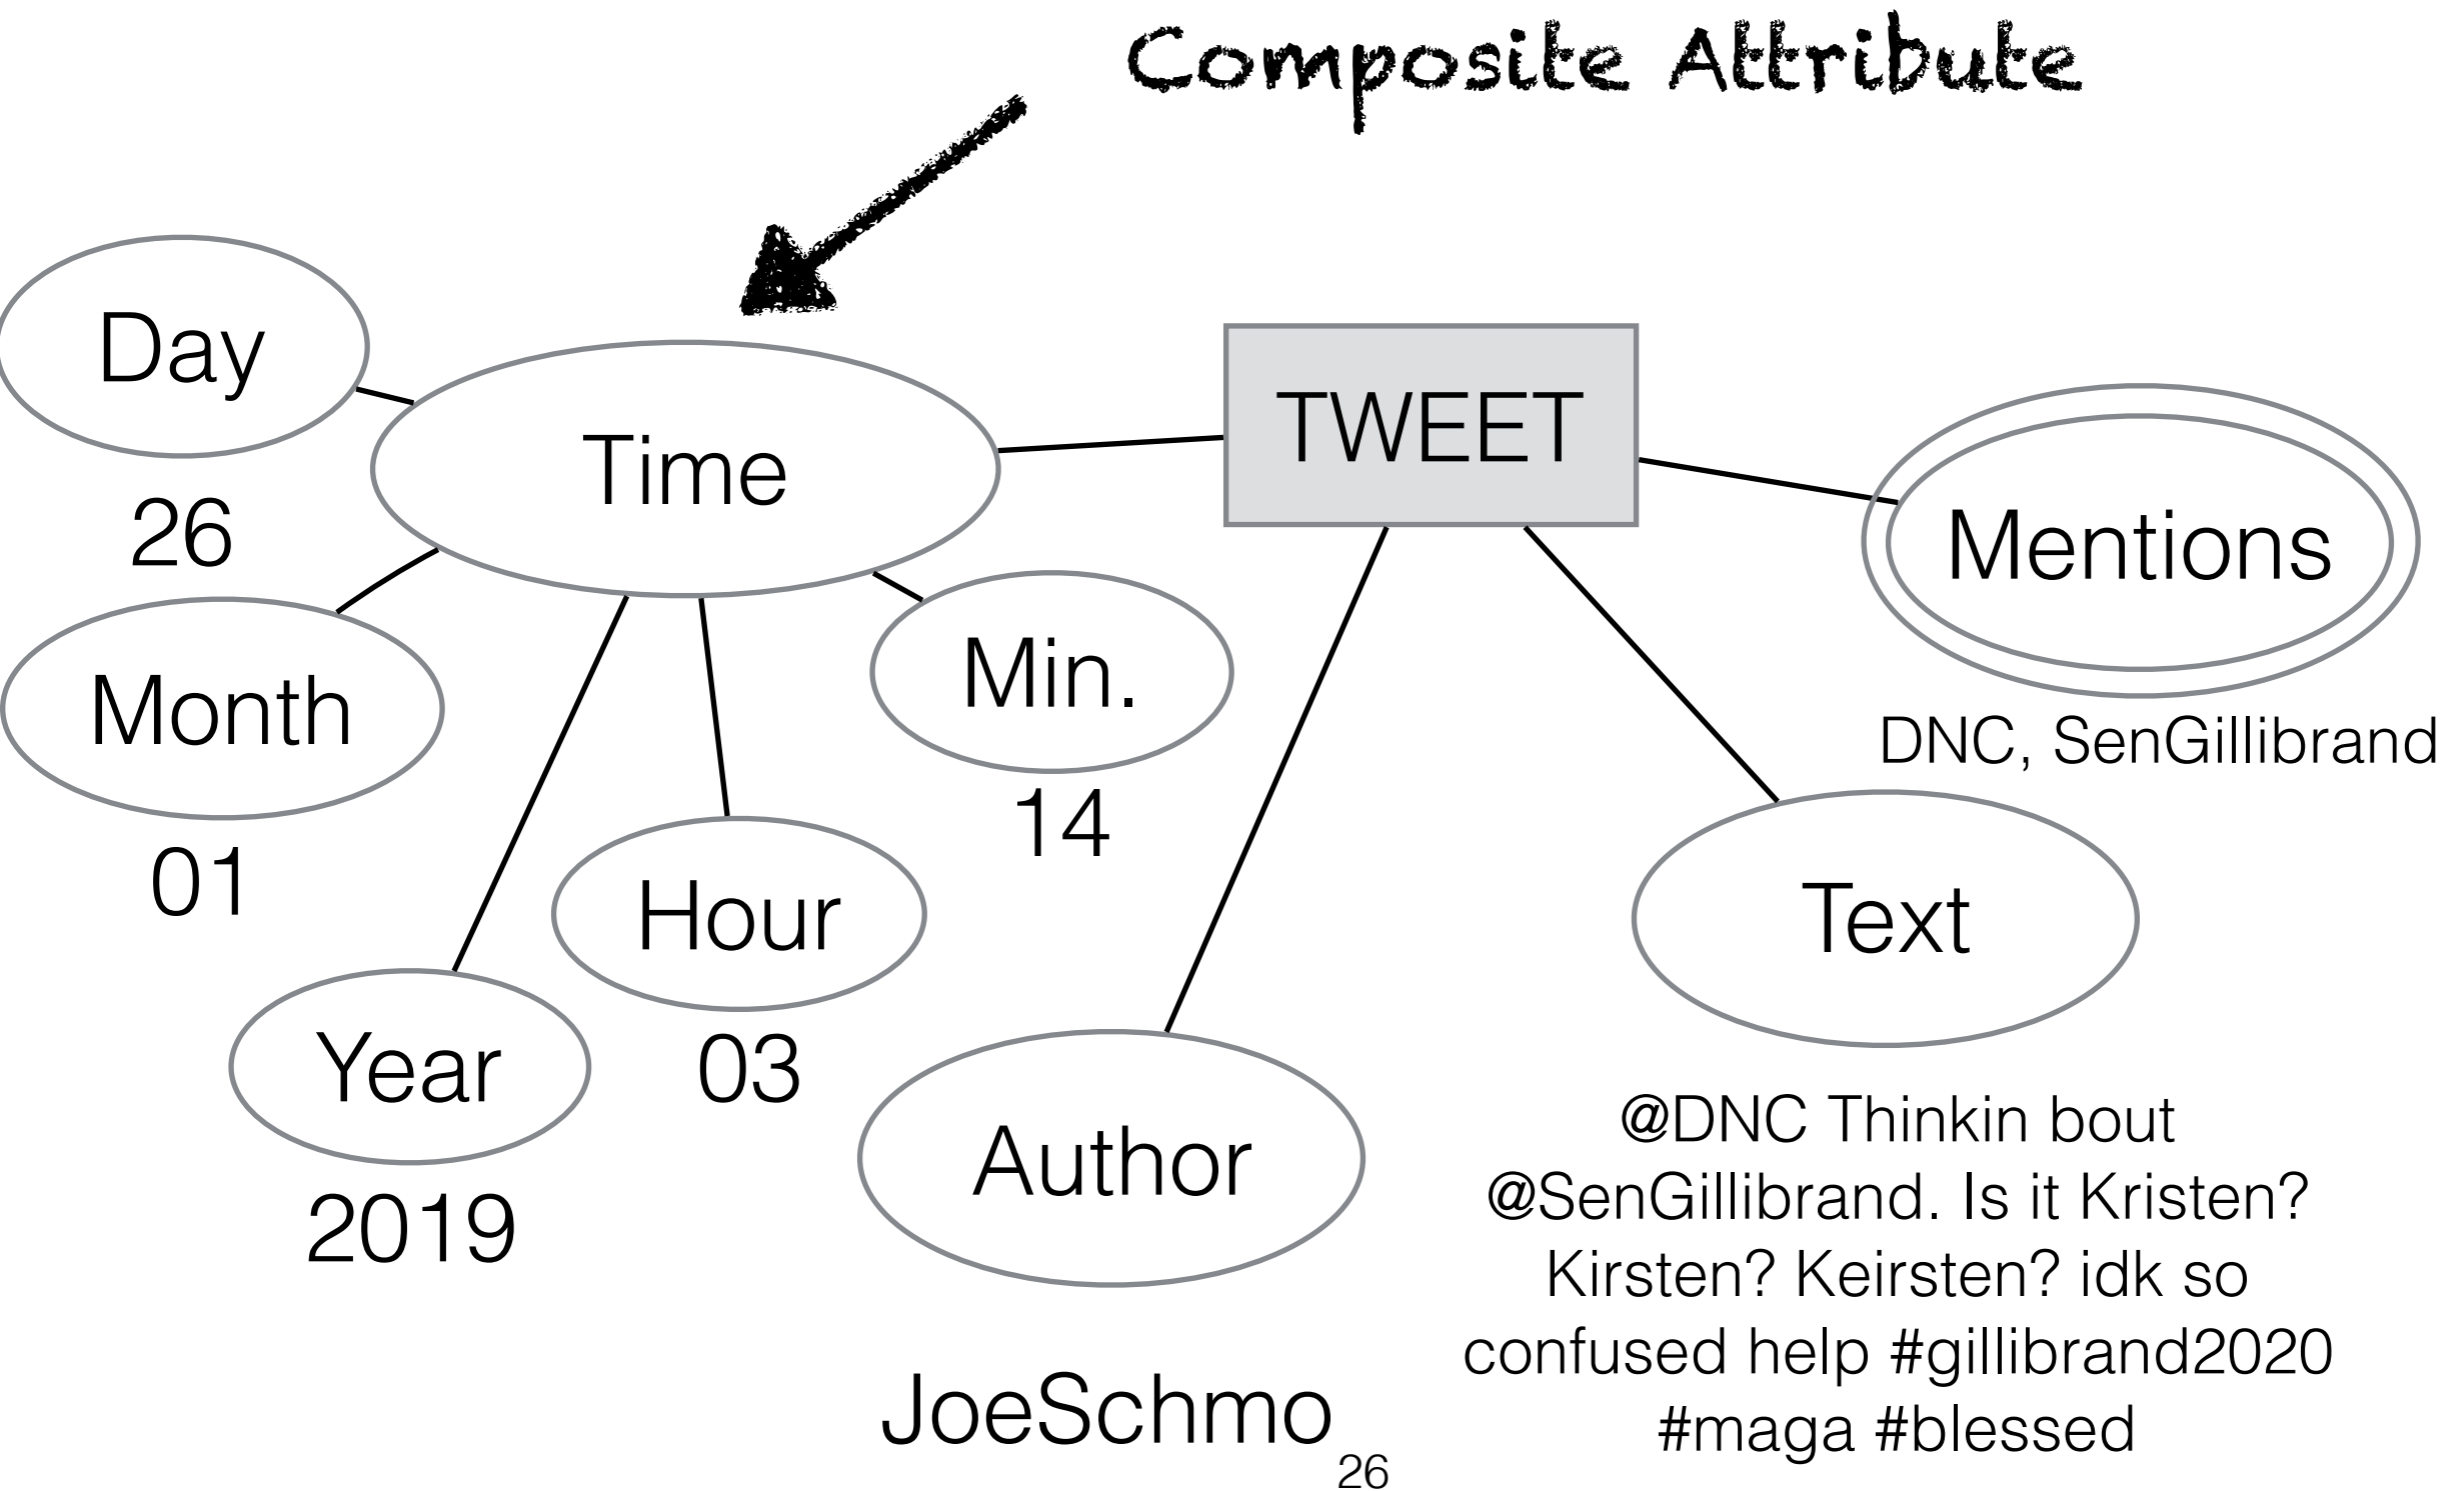 Composite Attribute
Day
26
Time
TWEET
Mentions
DNC, SenGillibrand
Month
01
Min.
14
Year
2019
Hour
03
Author
JoeSchmo
Text
@DNC Thinkin bout
@SenGillibrand. Is it Kristen?
Kirsten? Keirsten? idk so
confused help #gillibrand2020
#maga #blessed
26